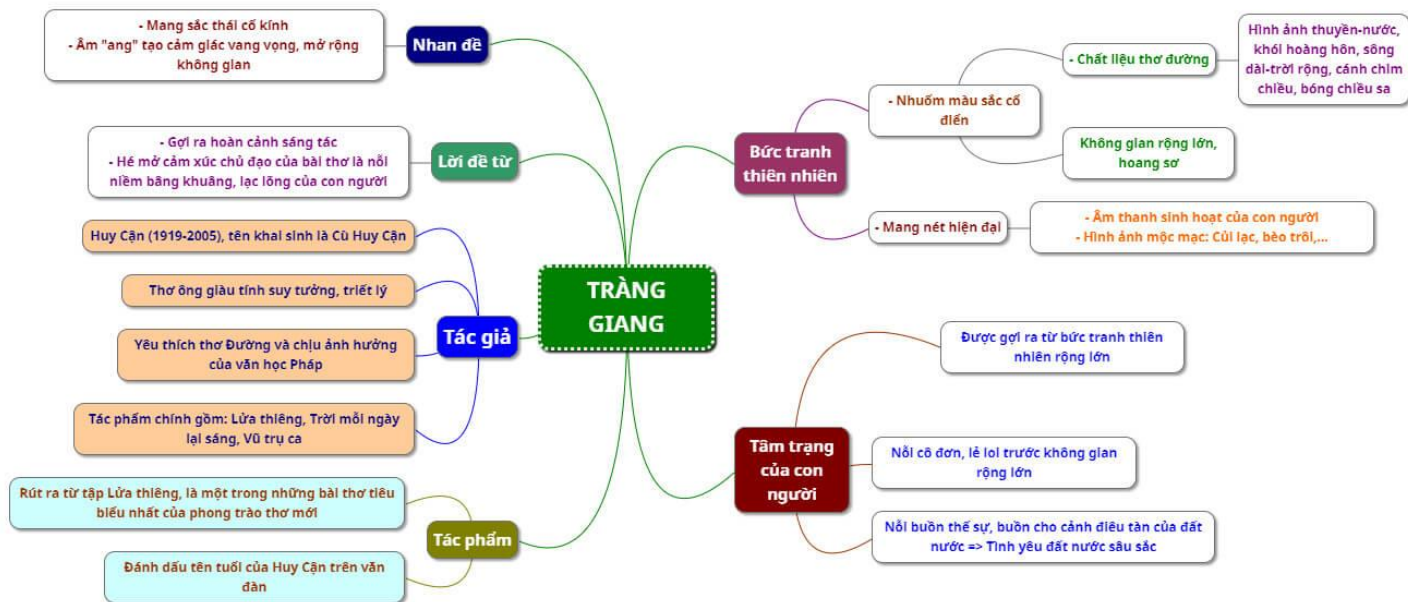 TRÀNG
GIANG
Nhan đề
- Mang sắc thái cổ kính
- Âm "ang" tạo cảm giác vang vọng, mở rộng
không gian
Lời đề từ
- Gợi ra hoàn cảnh sáng tác
- Hé mở cảm xúc chủ đạo của bài thơ là nỗi
niềm bâng khuâng, lạc lõng của con người
Tác giả
Huy Cận (1919-2005), tên khai sinh là Cù Huy Cận
Thơ ông giàu tính suy tưởng, triết lý
Yêu thích thơ Đường và chịu ảnh hưởng
của văn học Pháp
Tác phẩm chính gồm: Lửa thiêng, Trời mỗi ngày
lại sáng, Vũ trụ ca
Tác phẩm
Rút ra từ tập Lửa thiêng, là một trong những bài thơ tiêu
biểu nhất của phong trào thơ mới
Đánh dấu tên tuổi của Huy Cận trên văn
đàn
Bức tranh
thiên nhiên
- Nhuốm màu sắc cổ
điển
- Chất liệu thơ đường
Hình ảnh thuyền-nước,
khói hoàng hôn, sông
dài-trời rộng, cánh chim
chiều, bóng chiều sa
Không gian rộng lớn,
hoang sơ
- Mang nét hiện đại
- Âm thanh sinh hoạt của con người
- Hình ảnh mộc mạc: Củi lạc, bèo trôi,...
Tâm trạng
của con
người
Được gợi ra từ bức tranh thiên
nhiên rộng lớn
Nỗi cô đơn, lẻ loi trước không gian
rộng lớn
Nỗi buồn thế sự, buồn cho cảnh điêu tàn của đất
nước => Tình yêu đất nước sâu sắc